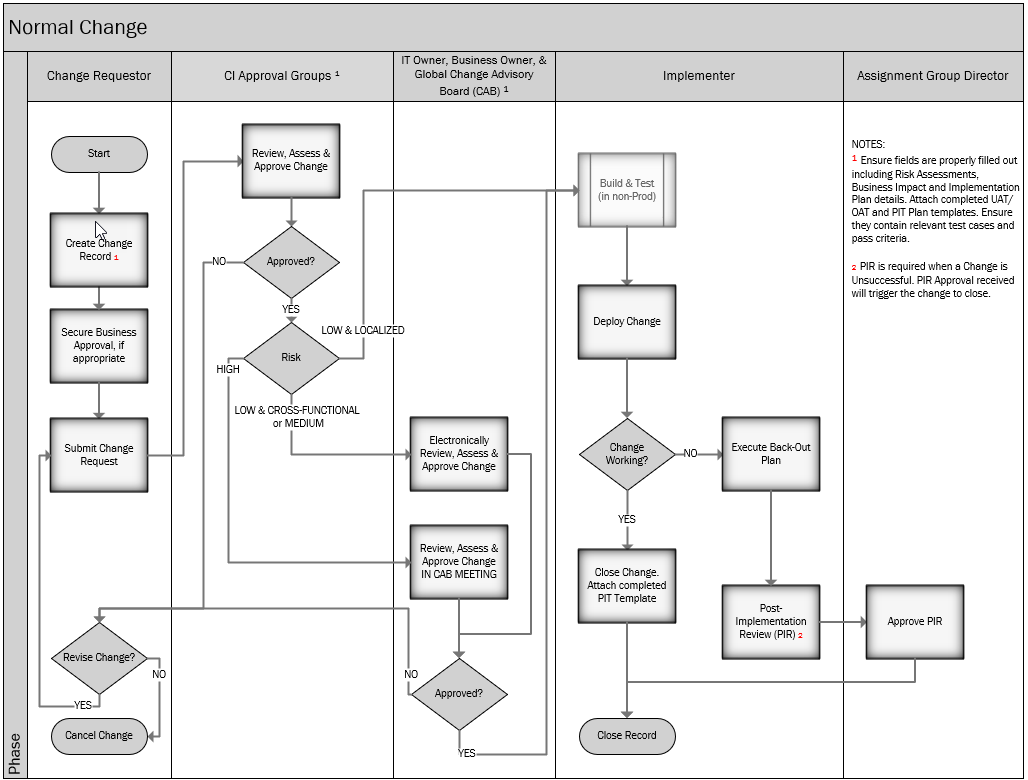 Normal Change
Phase
Change Requestor
CI Approval Groups 1
IT Owner, Business Owner, &
Global Change Advisory
Board (CAB) 1
Implementer
Assignment Group Director
Start
Create Change
Record 1
Secure Business
Approval, if
appropriate
Submit Change
Request
Revise Change?
NO
YES
Cancel Change
Review, Assess &
Approve Change
Approved?
NO
YES
Risk
LOW & LOCALIZED
HIGH
LOW & CROSS-FUNCTIONAL
or MEDIUM
Electronically
Review, Assess &
Approve Change
Review, Assess &
Approve Change
IN CAB MEETING
Approved?
NO
YES
Build & Test
(in non-Prod)
Deploy Change
Change
Working?
NO
YES
Execute Back-Out
Plan
Close Change.
Attach completed
PIT Template
Post-
Implementation
Review (PIR) 2
Close Record
Approve PIR
NOTES:
1 Ensure fields are properly filled out
including Risk Assessments,
Business Impact and Implementation
Plan details. Attach completed UAT/
OAT and PIT Plan templates. Ensure
they contain relevant test cases and
pass criteria.
2 PIR is required when a Change is
Unsuccessful. PIR Approval received
will trigger the change to close.